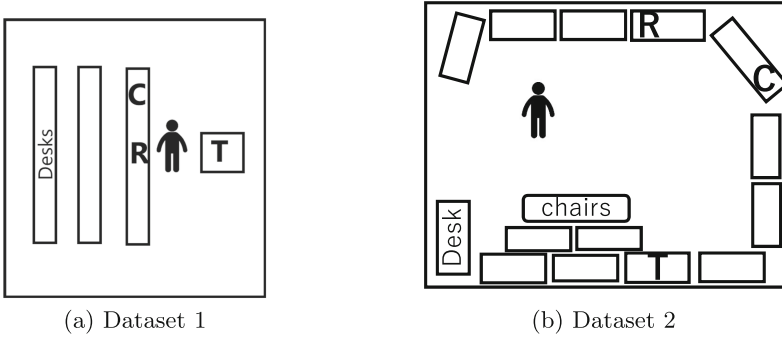 Desks
C
R
T
(a) Dataset 1
R
C
chairs
Desk
T
(b) Dataset 2